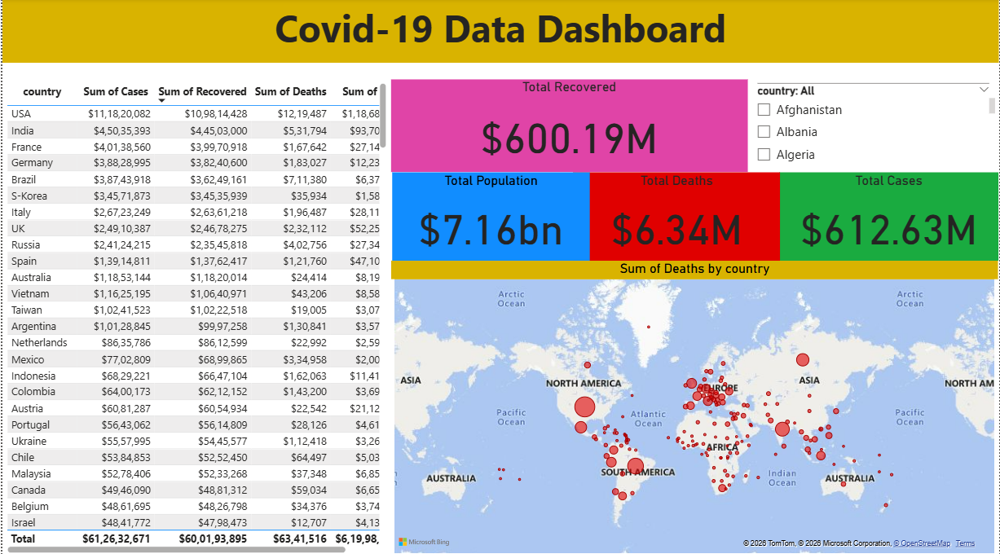 Covid-19 Data Dashboard
country Sum of Cases Sum of Recovered Sum of Deaths Sum of
USA $11,18,20,082 $10,98,14,428 $12,19,487 $1,18,68
India $4,50,35,393 $4,45,03,000 $5,31,794 $93,70
France $4,01,38,560 $3,99,70,918 $1,67,642 $27,14
Germany $3,88,28,995 $3,82,40,600 $1,83,027 $12,23
Brazil $3,87,43,918 $3,62,49,161 $7,11,380 $6,37
S-Korea $3,45,71,873 $3,45,35,939 $35,934 $1,58
Italy $2,67,23,249 $2,63,61,218 $1,96,487 $28,11
UK $2,49,10,387 $2,46,78,275 $2,32,112 $52,25
Russia $2,41,24,215 $2,35,45,818 $4,02,756 $27,34
Spain $1,39,14,811 $1,37,62,417 $1,21,760 $47,10
Australia $1,18,53,144 $1,18,20,014 $24,414 $8,19
Vietnam $1,16,25,195 $1,06,40,971 $43,206 $8,58
Taiwan $1,02,41,523 $1,02,22,518 $19,005 $3,07
Argentina $1,01,28,845 $99,97,258 $1,30,841 $3,57
Netherlands $86,35,786 $86,12,599 $22,992 $2,59
Mexico $77,02,809 $68,99,865 $3,34,958 $2,00
Indonesia $68,29,221 $66,47,104 $1,62,063 $11,41
Colombia $64,00,173 $62,12,152 $1,43,200 $3,69
Austria $60,81,287 $60,54,934 $22,542 $21,12
Portugal $56,43,062 $56,14,809 $28,126 $4,61
Ukraine $55,57,995 $54,45,577 $1,12,418 $3,26
Chile $53,84,853 $52,52,450 $64,497 $5,03
Malaysia $52,78,406 $52,33,268 $37,348 $6,85
Canada $49,46,090 $48,81,312 $59,034 $6,65
Belgium $48,61,695 $48,26,798 $34,376 $3,74
Israel $48,41,772 $47,98,473 $12,707 $4,13
Total $61,26,32,671 $60,01,93,895 $63,41,516 $6,19,98,
Total Recovered
$600.19M
country: All
Afghanistan
Albania
Algeria
Total Population
$7.16bn
Total Deaths
$6.34M
Total Cases
$612.63M
Sum of Deaths by country
Arctic
Ocean
Arctic
Ocean
ASIA
NORTH AMERICA
EUROPE
ASIA
NORTH AM
Pacific
Ocean
Atlantic
Ocean
Pacific
Ocean
AFRICA
SOUTH AMERICA
AUSTRALIA
Indian
Ocean
AUSTRALIA
Microsoft Bing
© 2026 TomTom, © 2026 Microsoft Corporation, © OpenStreetMap Terms